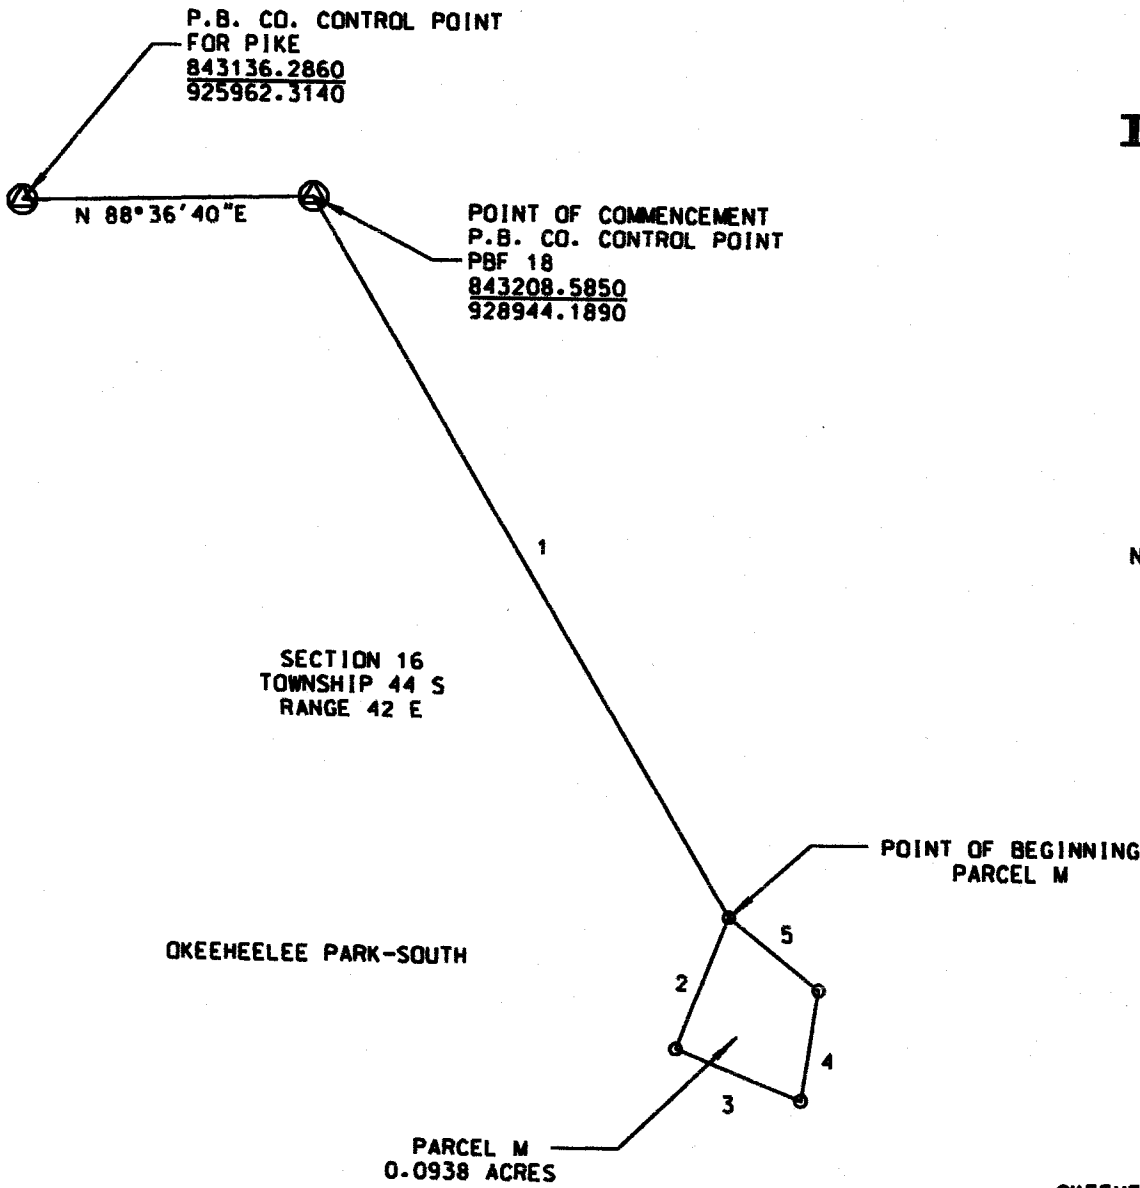 P.B. CO. CONTROL POINT
FOR PIKE
843136.2860
925962.3140
N 88°36'40"E
POINT OF COMMENCEMENT
P.B. CO. CONTROL POINT
PBF 18
843208.5850
928944.1890
1
SECTION 16
TOWNSHIP 44 S
RANGE 42 E
POINT OF BEGINNING
PARCEL M
OKEEHEELEE PARK-SOUTH
5
2
4
3
PARCEL M
0.0938 ACRES